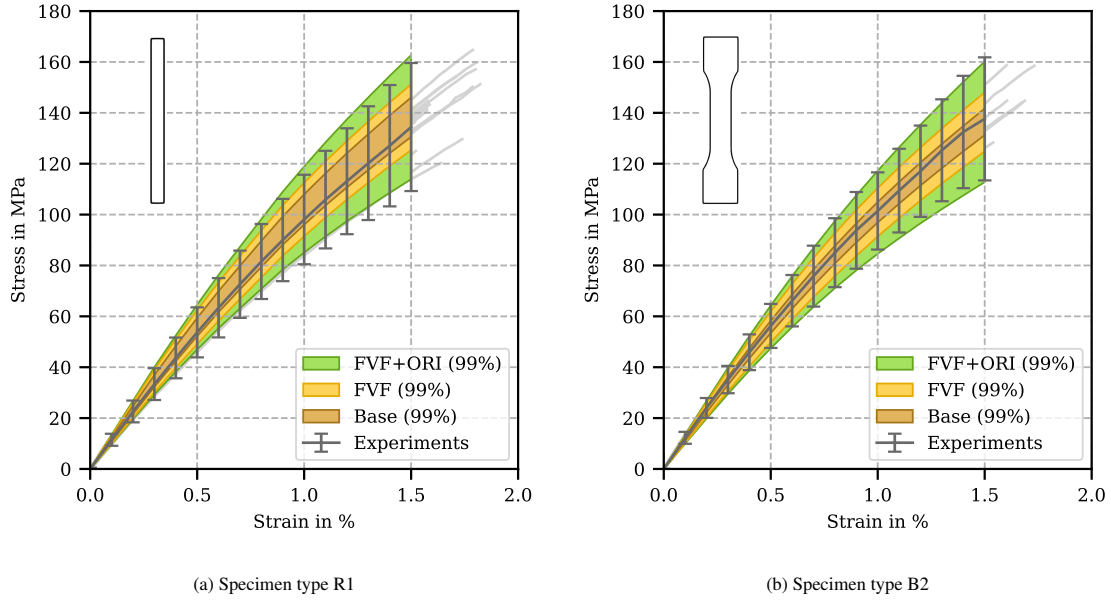 180
160
140
120
100
80
60
40
20
0
Stress in MPa
FVF+ORI (99%)
FVF (99%)
Base (99%)
Experiments
0.0 0.5 1.0 1.5 2.0
Strain in %
(a) Specimen type R1
180
160
140
120
100
80
60
40
20
0
Stress in MPa
FVF+ORI (99%)
FVF (99%)
Base (99%)
Experiments
0.0 0.5 1.0 1.5 2.0
Strain in %
(b) Specimen type B2